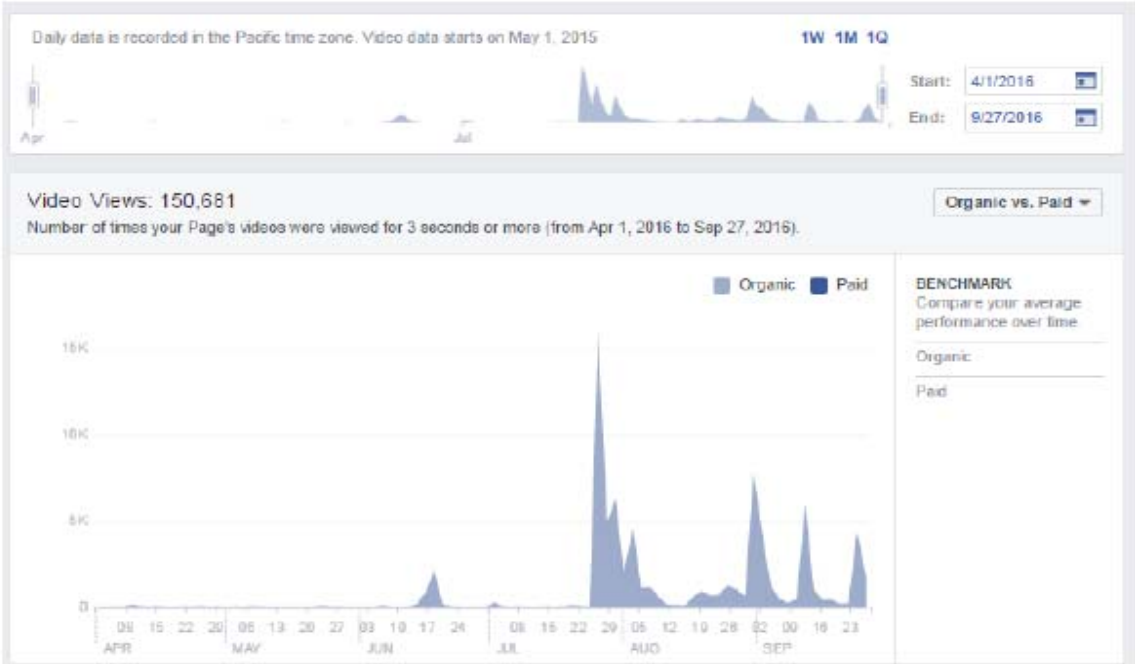 Daily data is recorded in the Pacific time zone. Video data starts on May 1, 2015
1W 1M 1Q
Start: 4/1/2016
End: 9/27/2016
Apr
Jul
Video Views: 150,681
Organic vs. Paid
Number of times your Page's videos were viewed for 3 seconds or more (from Apr 1, 2016 to Sep 27, 2016).
Organic Paid
BENCHMARK
Compare your average
performance over time
Organic
Paid
15K
10K
5K
0
08 15 22 29 06 13 20 27 03 10 17 24 08 15 22 29 05 12 19 26 02 09 16 23
APR MAY JUN JUL AUG SEP